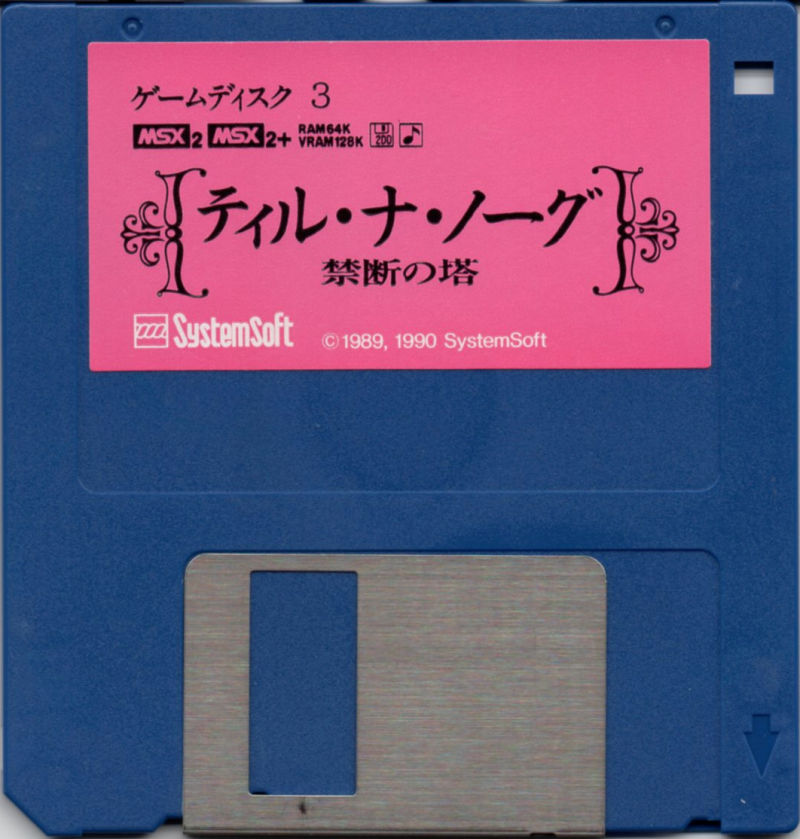 ゲームディスク 3
MSX2 MSX2+ RAM64K VRAM128K 2DD
ティル・ナ・ノーグ
禁断の塔
SystemSoft ©1989, 1990 SystemSoft